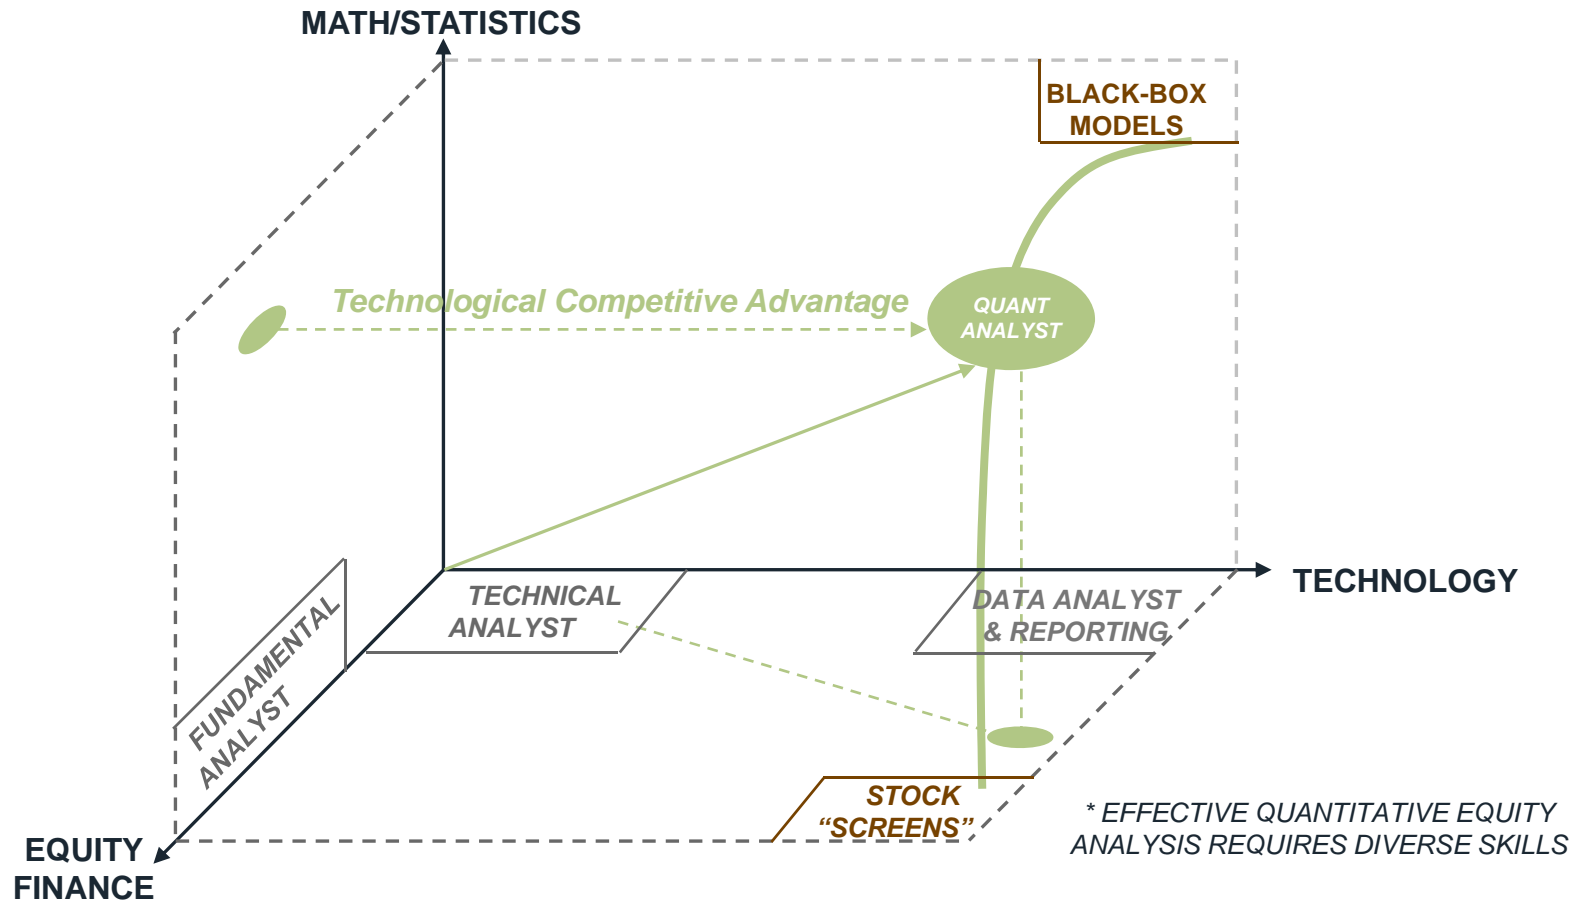 MATH/STATISTICS
BLACK-BOX
MODELS
Technological Competitive Advantage
QUANT
ANALYST
TECHNOLOGY
TECHNICAL
ANALYST
DATA ANALYST
& REPORTING
FUNDAMENTAL
ANALYST
STOCK
“SCREENS”
* EFFECTIVE QUANTITATIVE EQUITY
ANALYSIS REQUIRES DIVERSE SKILLS
EQUITY
FINANCE